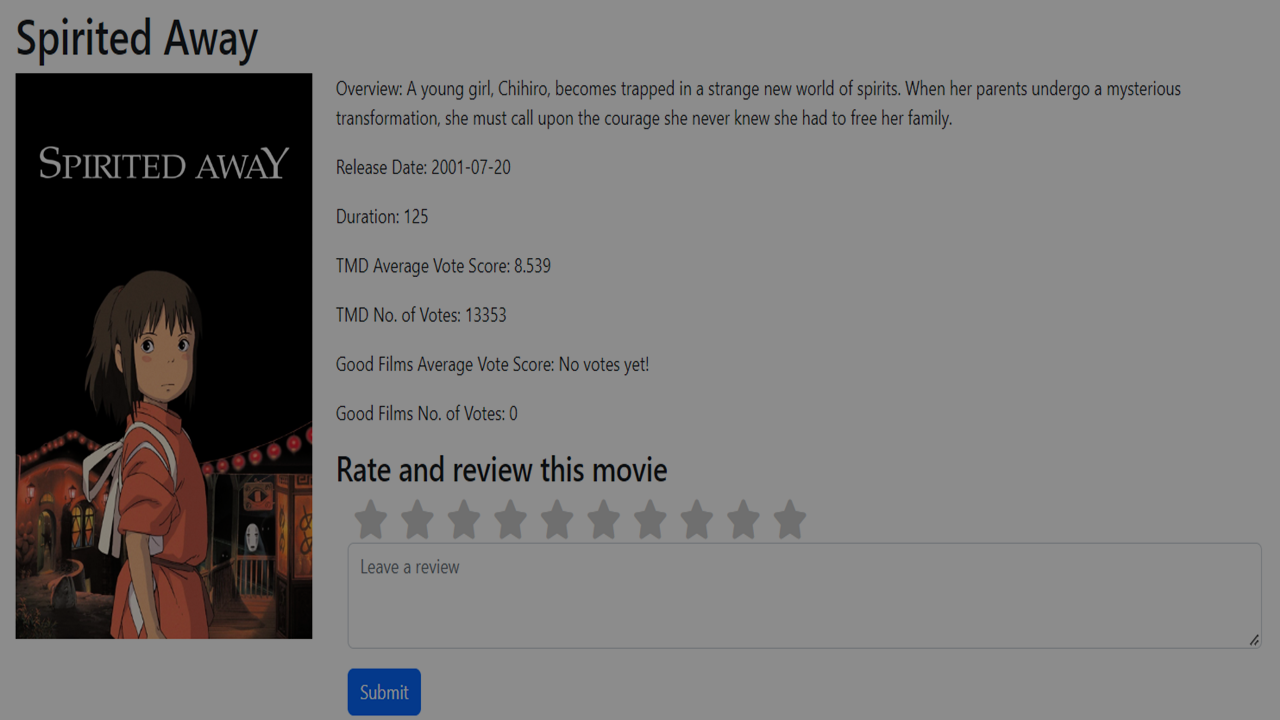 Spirited Away
SPIRITED AWAY
Overview: A young girl, Chihiro, becomes trapped in a strange new world of spirits. When her parents undergo a mysterious
transformation, she must call upon the courage she never knew she had to free her family.
Release Date: 2001-07-20
Duration: 125
TMD Average Vote Score: 8.539
TMD No. of Votes: 13353
Good Films Average Vote Score: No votes yet!
Good Films No. of Votes: 0
Rate and review this movie
Leave a review
Submit